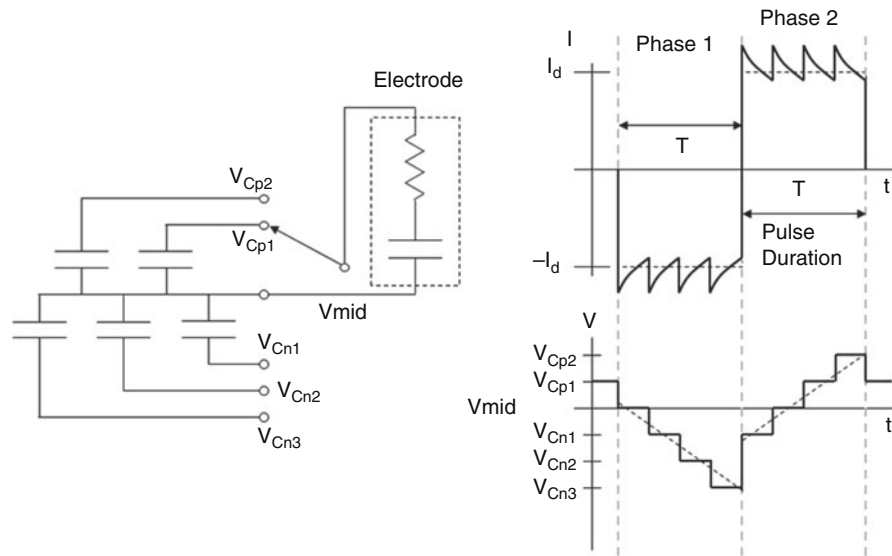 Electrode
V_Cp2
V_Cp1
Vmid
V_Cn1
V_Cn2
V_Cn3
Phase 2
I
Phase 1
I_d
T
t
T
Pulse
Duration
–I_d
V
V_Cp2
V_Cp1
Vmid
t
V_Cn1
V_Cn2
V_Cn3